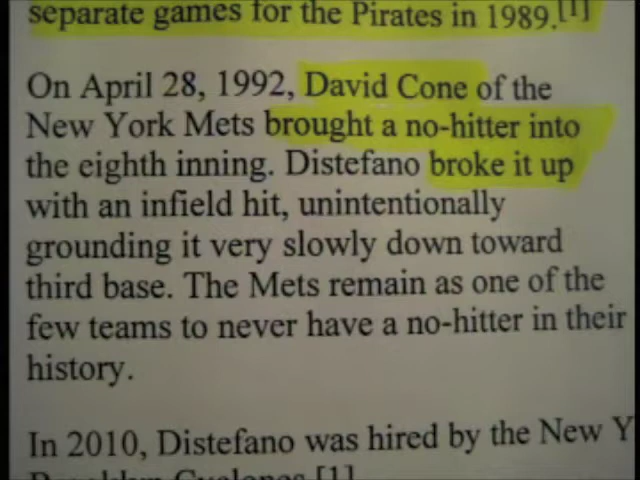 separate games for the Pirates in 1989.[1]
On April 28, 1992, David Cone of the
New York Mets brought a no-hitter into
the eighth inning. Distefano broke it up
with an infield hit, unintentionally
grounding it very slowly down toward
third base. The Mets remain as one of the
few teams to never have a no-hitter in their
history.
In 2010, Distefano was hired by the New Y
Brooklyn Cyclones.[1]